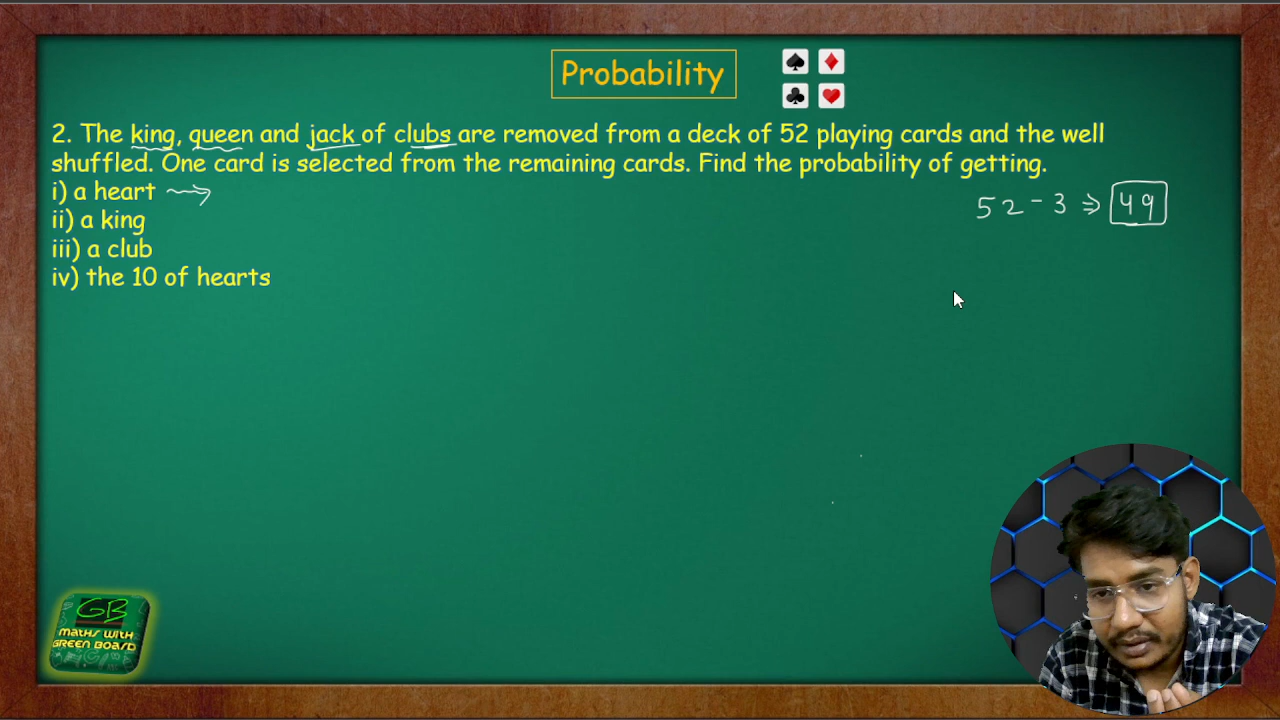 Probability
2. The king, queen and jack of clubs are removed from a deck of 52 playing cards and the well
shuffled. One card is selected from the remaining cards. Find the probability of getting.
i) a heart
52 - 3 ⇒ 49
ii) a king
iii) a club
iv) the 10 of hearts
GB
MATHS WITH
GREEN BOARD